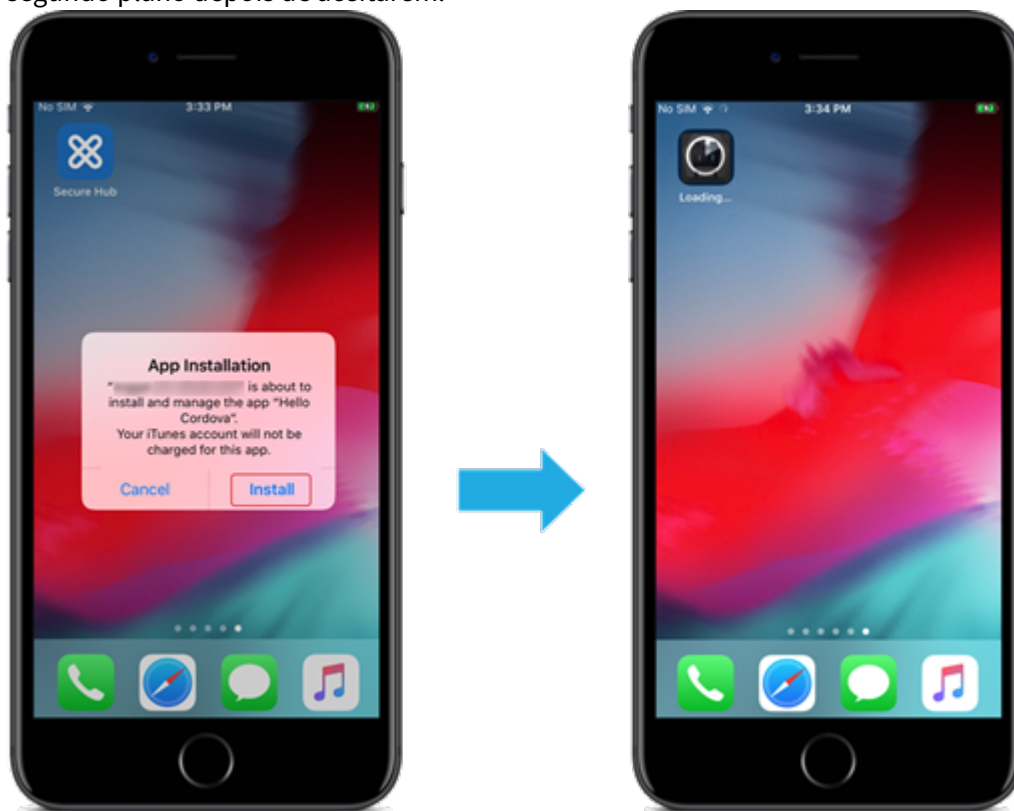 segundo plano depois de aceitarem.
No SIM 3:33 PM
Secure Hub
App Installation
" is about to
install and manage the app "Hello
Cordova".
Your iTunes account will not be
charged for this app.
Cancel Install
No SIM 3:34 PM
Loading...